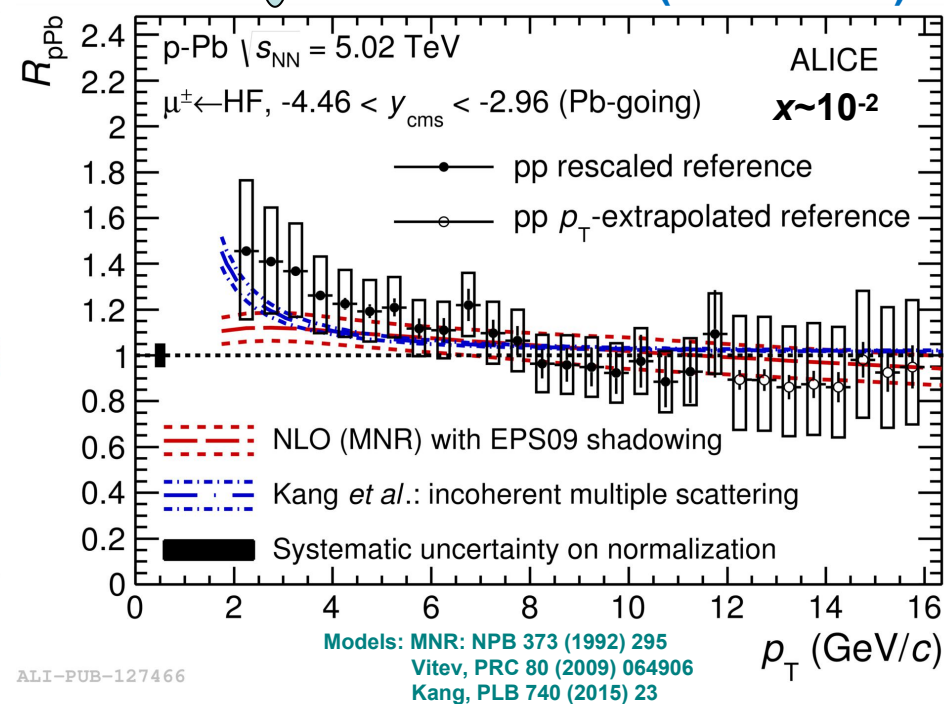 R_pPb
2.4
2.2
2
1.8
1.6
1.4
1.2
1
0.8
0.6
0.4
0.2
0
p-Pb √s_NN = 5.02 TeV
ALICE
μ±←HF, -4.46 < y_cms < -2.96 (Pb-going)
x~10⁻²
pp rescaled reference
pp p_T-extrapolated reference
NLO (MNR) with EPS09 shadowing
Kang et al.: incoherent multiple scattering
Systematic uncertainty on normalization
0 2 4 6 8 10 12 14 16
p_T (GeV/c)
Models: MNR: NPB 373 (1992) 295
Vitev, PRC 80 (2009) 064906
Kang, PLB 740 (2015) 23
ALI-PUB-127466